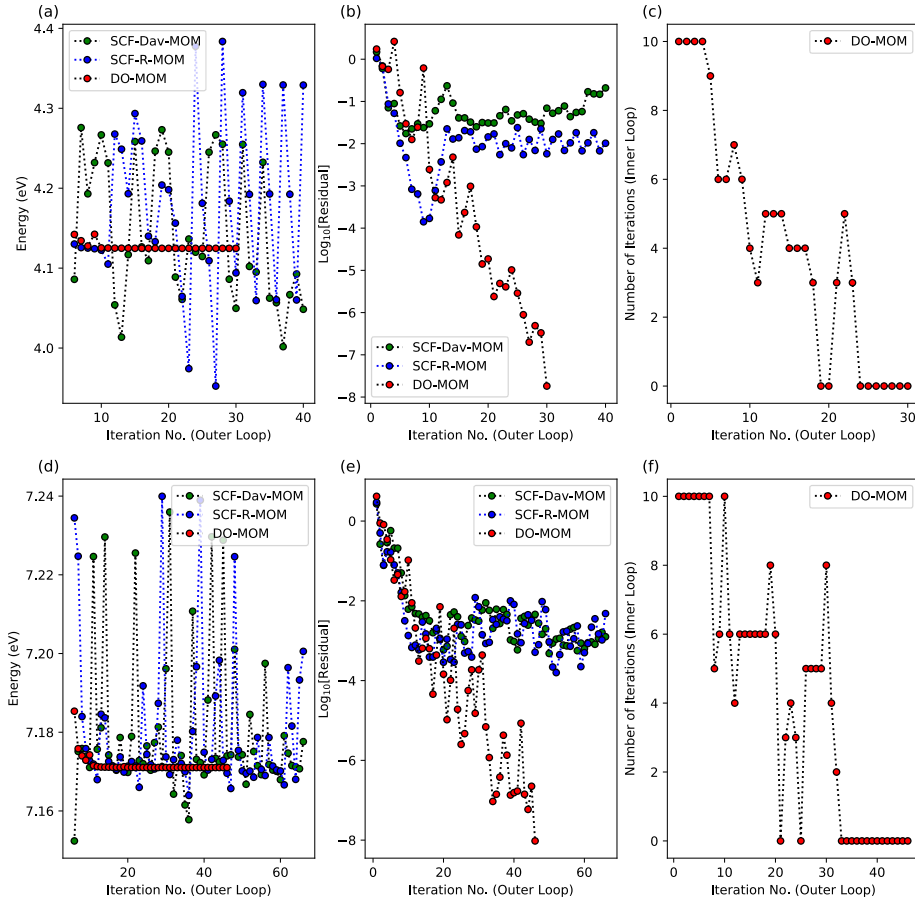 (a)
4.4
4.3
4.2
4.1
4.0
Energy (eV)
SCF-Dav-MOM
SCF-R-MOM
DO-MOM
10
20
30
40
Iteration No. (Outer Loop)
(b)
0
−1
−2
−3
−4
−5
−6
−7
−8
Log₁₀[Residual]
SCF-Dav-MOM
SCF-R-MOM
DO-MOM
0
10
20
30
40
Iteration No. (Outer Loop)
(c)
10
8
6
4
2
0
Number of Iterations (Inner Loop)
DO-MOM
0
10
20
30
Iteration No. (Outer Loop)
(d)
7.24
7.22
7.20
7.18
7.16
Energy (eV)
SCF-Dav-MOM
SCF-R-MOM
DO-MOM
20
40
60
Iteration No. (Outer Loop)
(e)
0
−2
−4
−6
−8
Log₁₀[Residual]
SCF-Dav-MOM
SCF-R-MOM
DO-MOM
0
20
40
60
Iteration No. (Outer Loop)
(f)
10
8
6
4
2
0
Number of Iterations (Inner Loop)
DO-MOM
0
10
20
30
40
Iteration No. (Outer Loop)